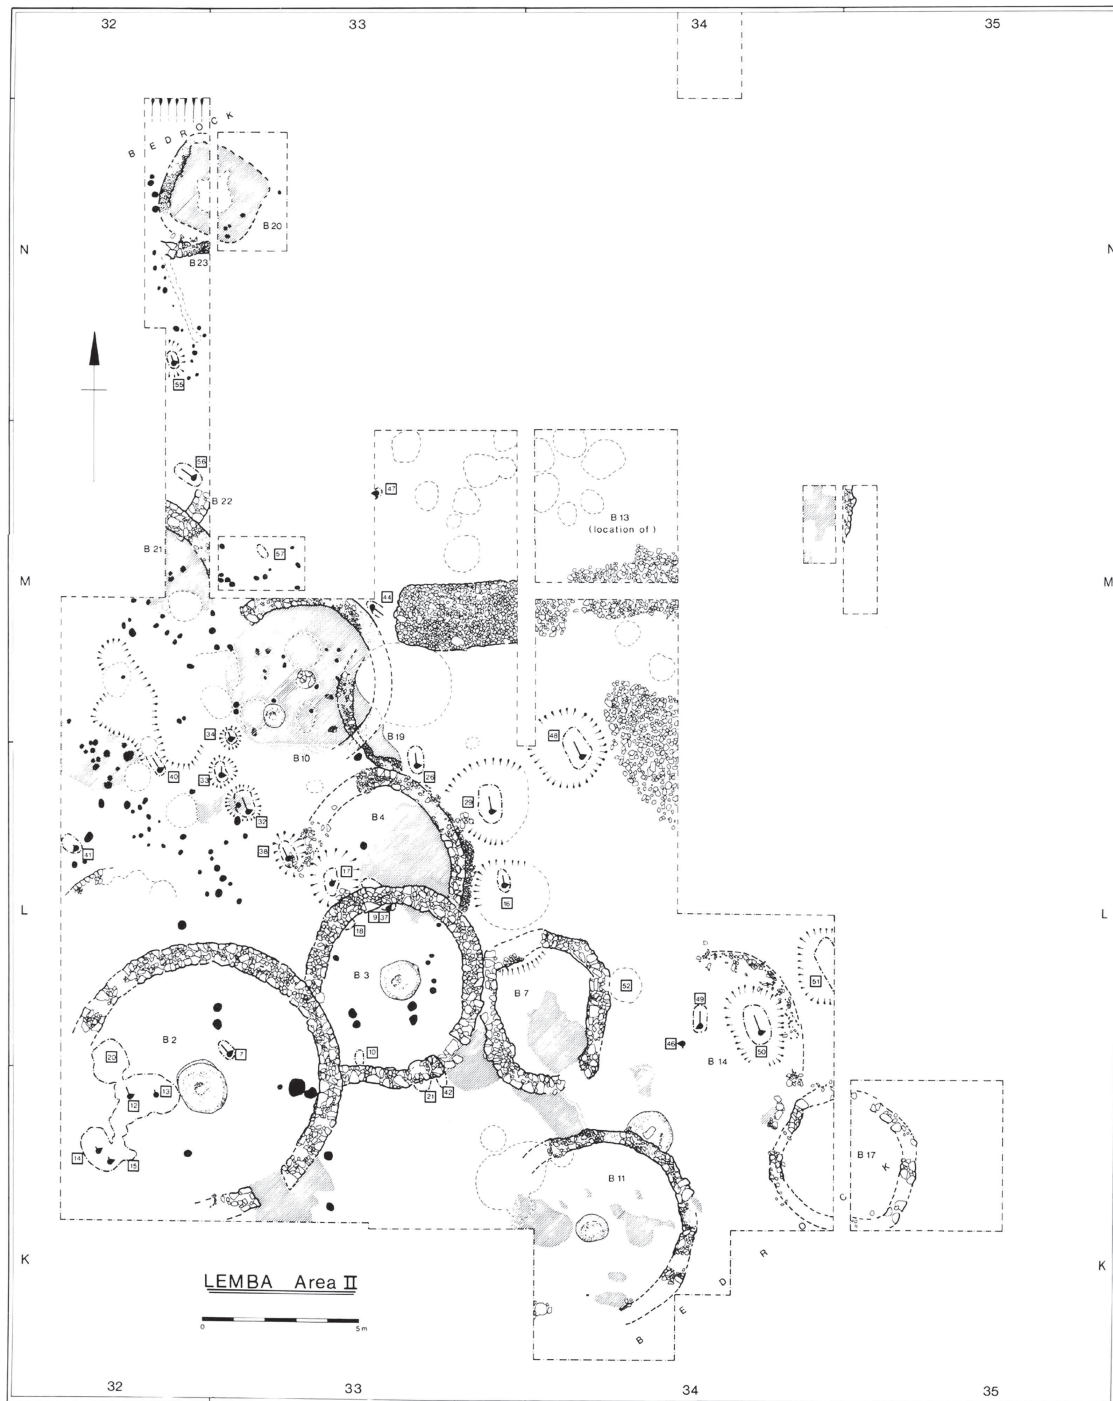 32 33 34 35
BEDROCK
B 20
N N
B 23
55
56
47
B 22
B 13
(location of)
B 21
57
M M
44
34
B 19
48
B 10
40
33
26
29
32
B 4
38
41
17
16
L L
9 37
18
B 3
B 7
52
51
49
B 2
7
46
B 14
50
20
10
12
13
21
42
14
15
B 17
B 11
K K
BEDROCK
LEMBA Area II
0 5m
32 33 34 35